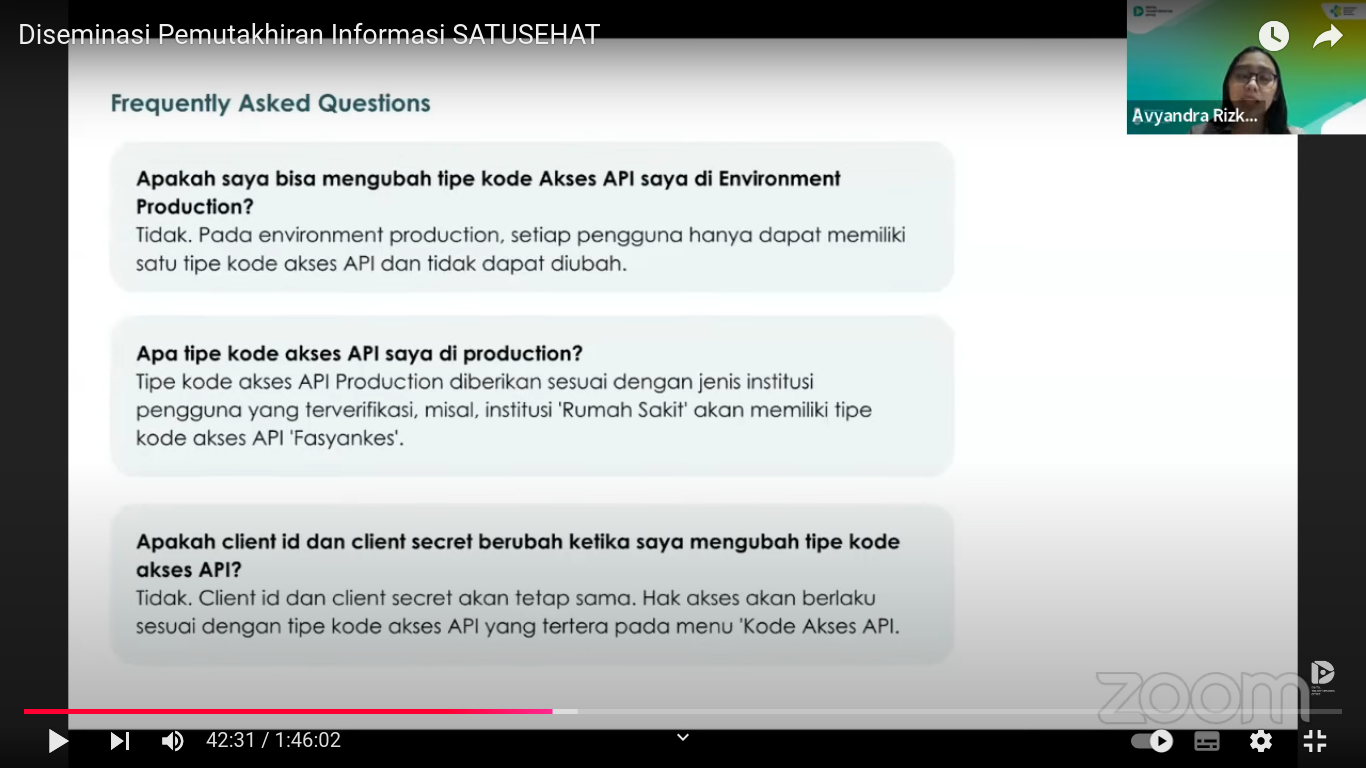 Diseminasi Pemutakhiran Informasi SATUSEHAT
Avyandra Rizk...
Frequently Asked Questions
Apakah saya bisa mengubah tipe kode Akses API saya di Environment
Production?
Tidak. Pada environment production, setiap pengguna hanya dapat memiliki
satu tipe kode akses API dan tidak dapat diubah.
Apa tipe kode akses API saya di production?
Tipe kode akses API Production diberikan sesuai dengan jenis institusi
pengguna yang terverifikasi, misal, institusi 'Rumah Sakit' akan memiliki tipe
kode akses API 'Fasyankes'.
Apakah client id dan client secret berubah ketika saya mengubah tipe kode
akses API?
Tidak. Client id dan client secret akan tetap sama. Hak akses akan berlaku
sesuai dengan tipe kode akses API yang tertera pada menu 'Kode Akses API.
zoom
42:31 / 1:46:02